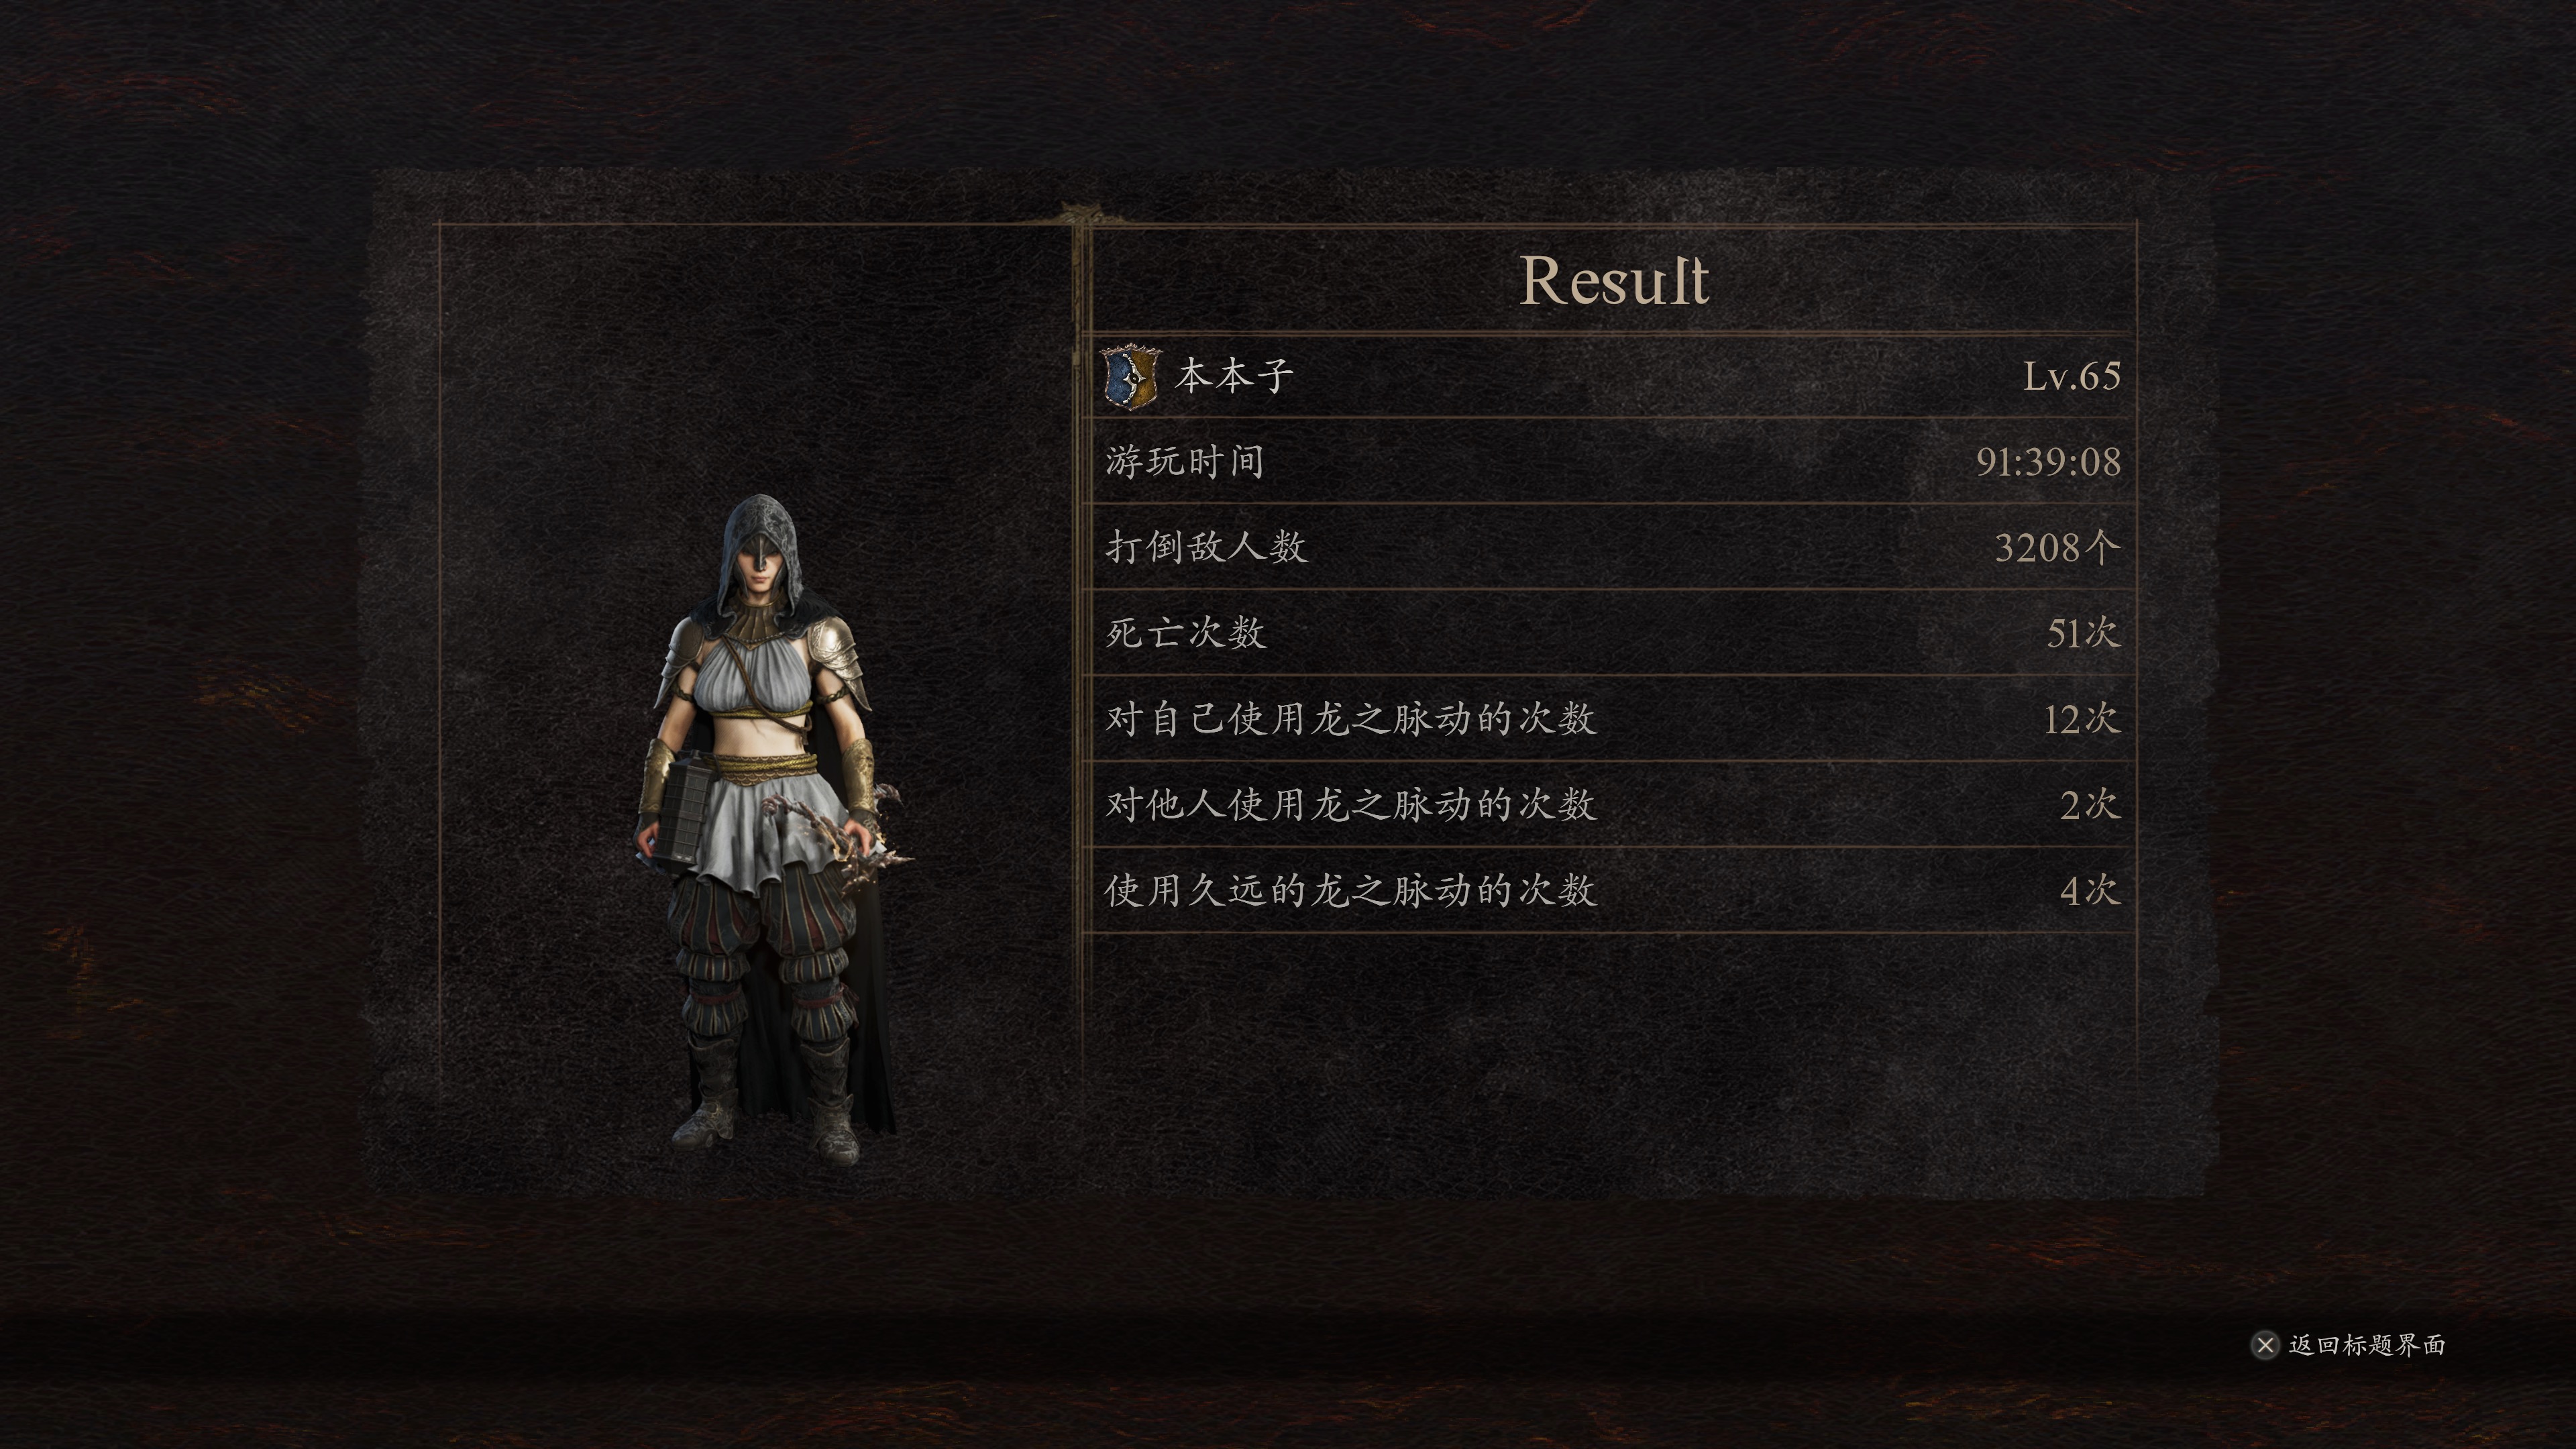 Result
本本子 Lv.65
游玩时间 91:39:08
打倒敌人数 3208个
死亡次数 51次
对自己使用龙之脉动的次数 12次
对他人使用龙之脉动的次数 2次
使用久远的龙之脉动的次数 4次
返回标题界面